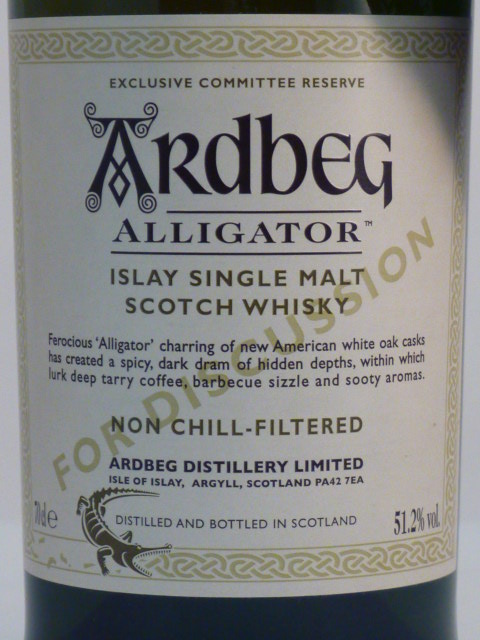 EXCLUSIVE COMMITTEE RESERVE
ARDBEG
ALLIGATOR™
ISLAY SINGLE MALT
SCOTCH WHISKY
FOR DISCUSSION
Ferocious 'Alligator' charring of new American white oak casks
has created a spicy, dark dram of hidden depths, within which
lurk deep tarry coffee, barbecue sizzle and sooty aromas.
NON CHILL-FILTERED
ARDBEG DISTILLERY LIMITED
ISLE OF ISLAY, ARGYLL, SCOTLAND PA42 7EA
70cl e
DISTILLED AND BOTTLED IN SCOTLAND
51.2% vol.